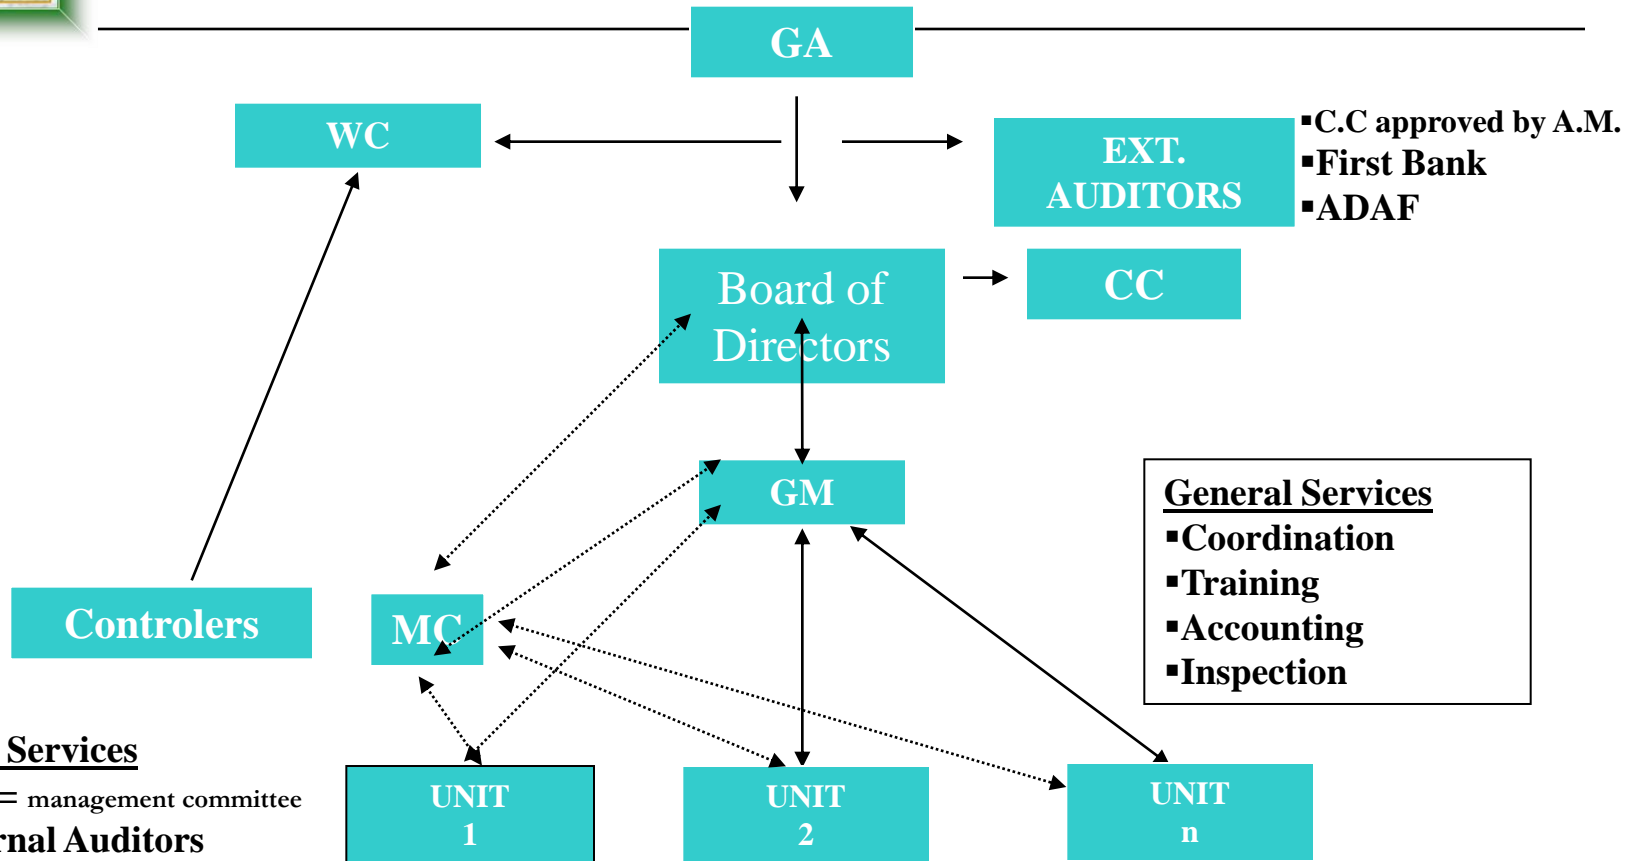 GA
WC
EXT.
AUDITORS
▪C.C approved by A.M.
▪First Bank
▪ADAF
Board of
Directors
CC
GM
General Services
▪Coordination
▪Training
▪Accounting
▪Inspection
Controlers
MC
Services
= management committee
rnal Auditors
UNIT
1
UNIT
2
UNIT
n